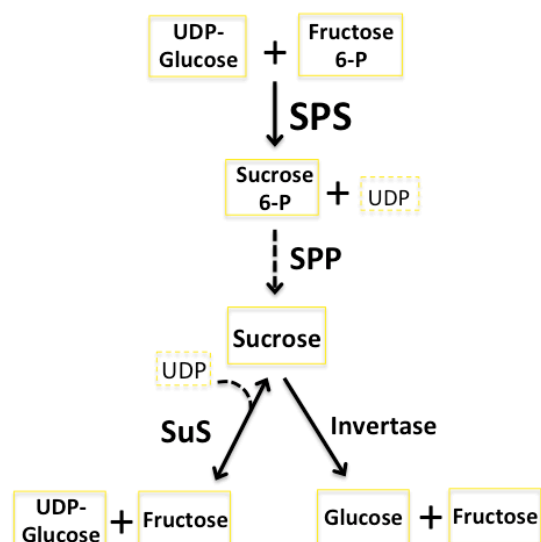 UDP-
Glucose
+
Fructose
6-P
SPS
Sucrose
6-P
+
UDP
SPP
Sucrose
UDP
SuS
Invertase
UDP-
Glucose
+
Fructose
Glucose
+
Fructose